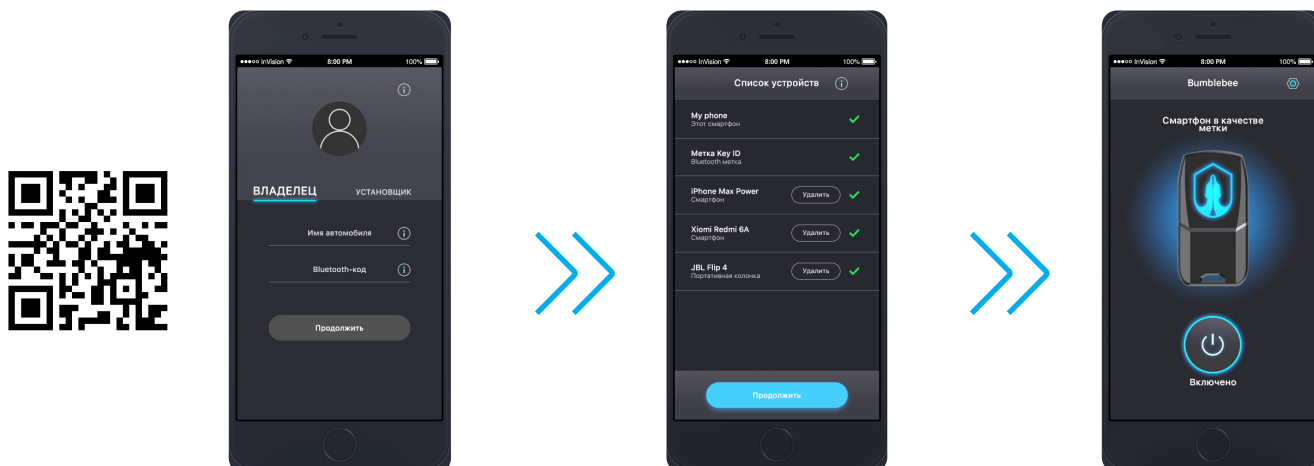 ●●●●○ InVision 8:00 PM 100%
ВЛАДЕЛЕЦ УСТАНОВЩИК
Имя автомобиля
Bluetooth-код
Продолжить
●●●●○ InVision 8:00 PM 100%
Список устройств
My phone
Этот смартфон
Метка Key ID
Bluetooth метка
iPhone Max Power
Смартфон
Удалить
Xiomi Redmi 6A
Смартфон
Удалить
JBL Flip 4
Портативная колонка
Удалить
Продолжить
●●●●○ InVision 8:00 PM 100%
Bumblebee
Смартфон в качестве
метки
Включено